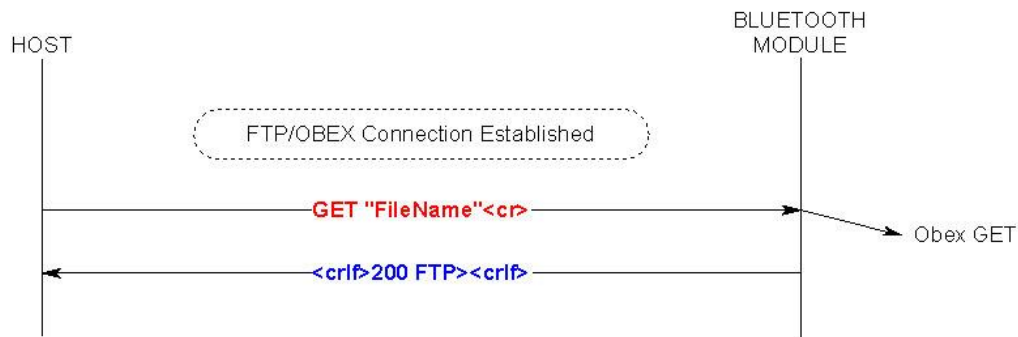 HOST
BLUETOOTH
MODULE
FTP/OBEX Connection Established
GET "FileName"<cr>
Obex GET
<crlf>200 FTP><crlf>